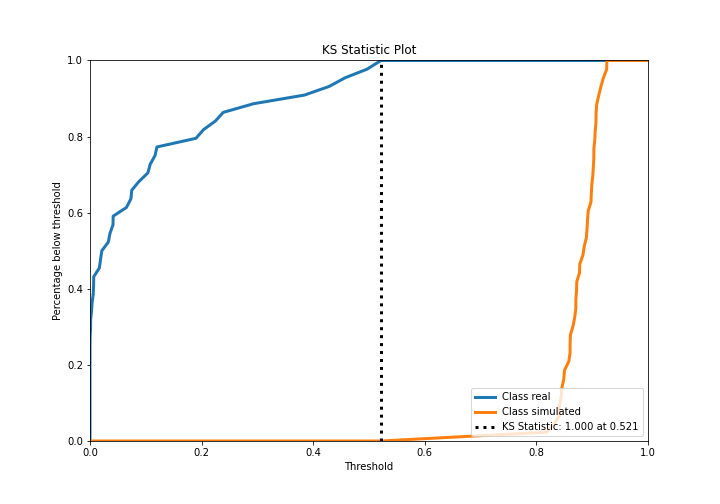 KS Statistic Plot
1.0
0.8
0.6
0.4
0.2
0.0
Percentage below threshold
Class real
Class simulated
KS Statistic: 1.000 at 0.521
0.0 0.2 0.4 0.6 0.8 1.0
Threshold